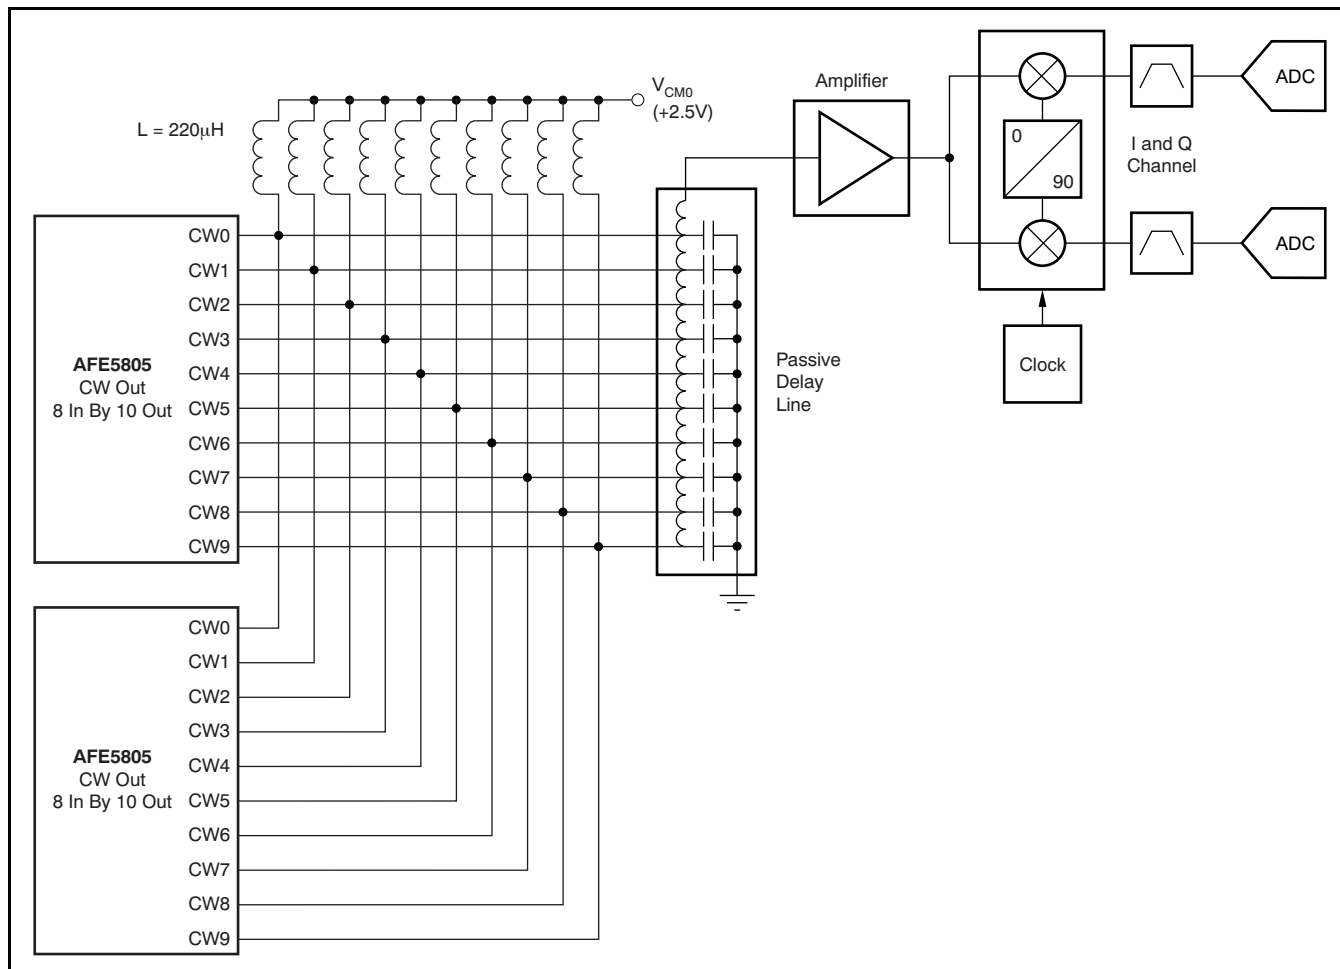 V_CM0
(+2.5V)
L = 220μH
Amplifier
ADC
0
90
I and Q
Channel
ADC
Clock
Passive
Delay
Line
AFE5805
CW Out
8 In By 10 Out
CW0
CW1
CW2
CW3
CW4
CW5
CW6
CW7
CW8
CW9
AFE5805
CW Out
8 In By 10 Out
CW0
CW1
CW2
CW3
CW4
CW5
CW6
CW7
CW8
CW9